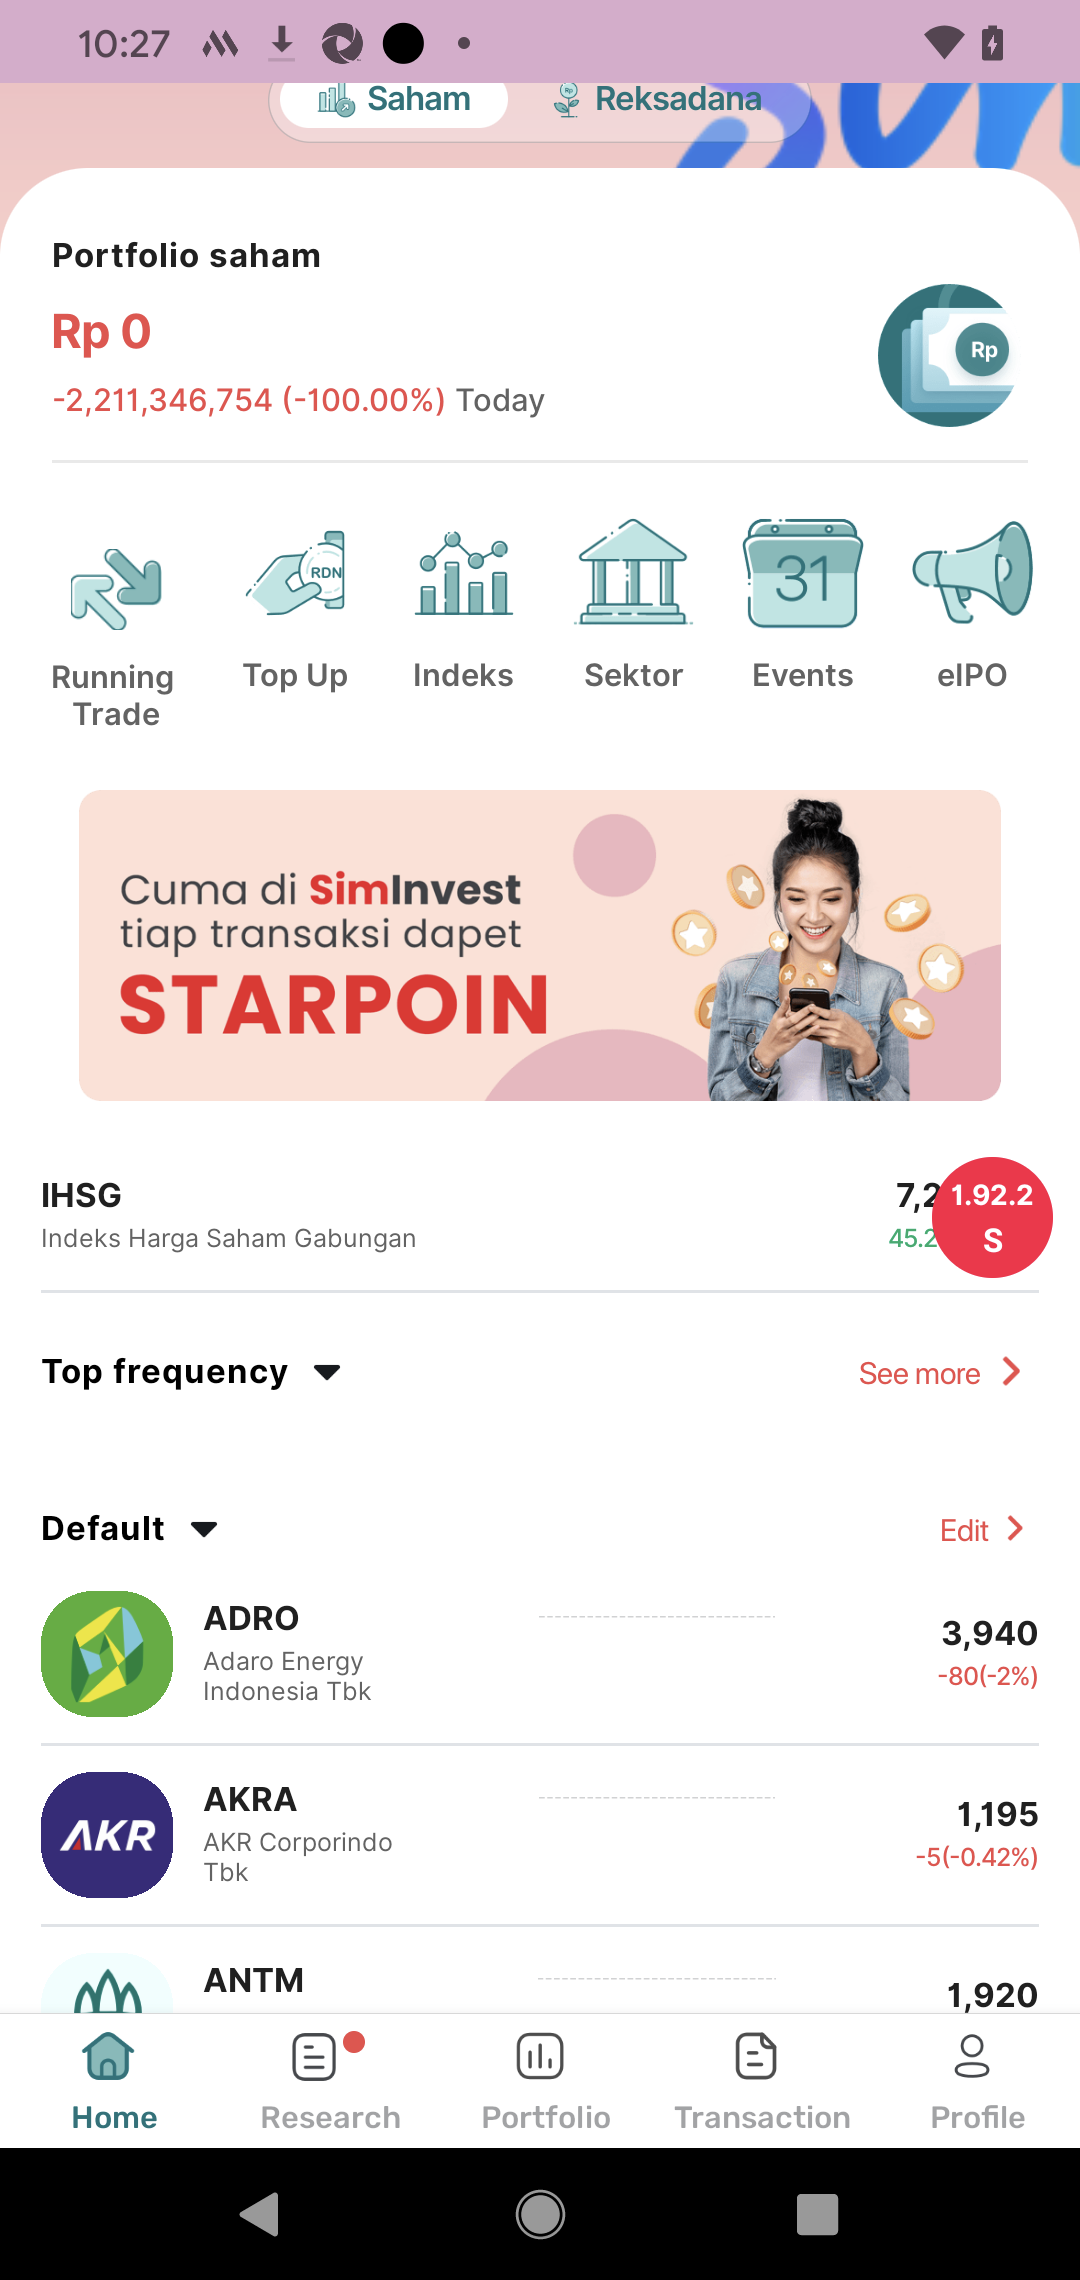 10:27
Saham
Reksadana
Portfolio saham
Rp 0
-2,211,346,754 (-100.00%) Today
Rp
RDN
31
Running
Trade
Top Up
Indeks
Sektor
Events
eIPO
Cuma di SimInvest
tiap transaksi dapet
STARPOIN
IHSG
7,2
1.92.2
Indeks Harga Saham Gabungan
45.2
S
Top frequency
See more
Default
Edit
ADRO
Adaro Energy
Indonesia Tbk
3,940
-80(-2%)
AKR
AKRA
AKR Corporindo
Tbk
1,195
-5(-0.42%)
ANTM
1,920
Home
Research
Portfolio
Transaction
Profile